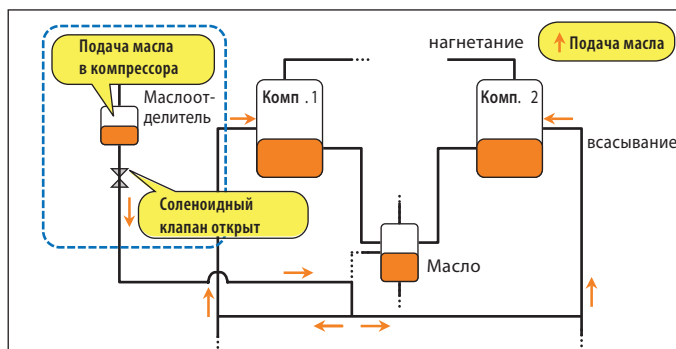 Подача масла
в компрессора
Маслоот-
делитель
Соленоидный
клапан открыт
нагнетание
Подача масла
Комп .1
Комп. 2
всасывание
Масло